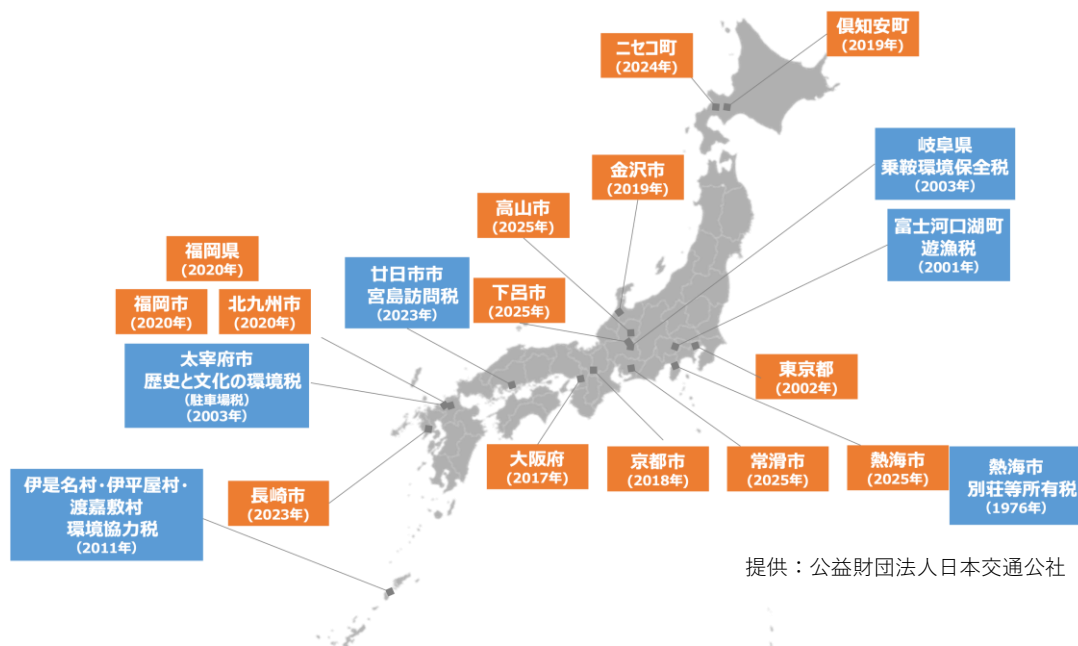 倶知安町
(2019年)
ニセコ町
(2024年)
岐阜県
乗鞍環境保全税
(2003年)
金沢市
(2019年)
高山市
(2025年)
富士河口湖町
遊漁税
(2001年)
福岡県
(2020年)
廿日市市
宮島訪問税
(2023年)
下呂市
(2025年)
福岡市
(2020年)
北九州市
(2020年)
太宰府市
歴史と文化の環境税
(駐車場税)
(2003年)
東京都
(2002年)
大阪府
(2017年)
京都市
(2018年)
常滑市
(2025年)
熱海市
(2025年)
熱海市
別荘等所有税
(1976年)
伊是名村・伊平屋村・
渡嘉敷村
環境協力税
(2011年)
長崎市
(2023年)
提供：公益財団法人日本交通公社